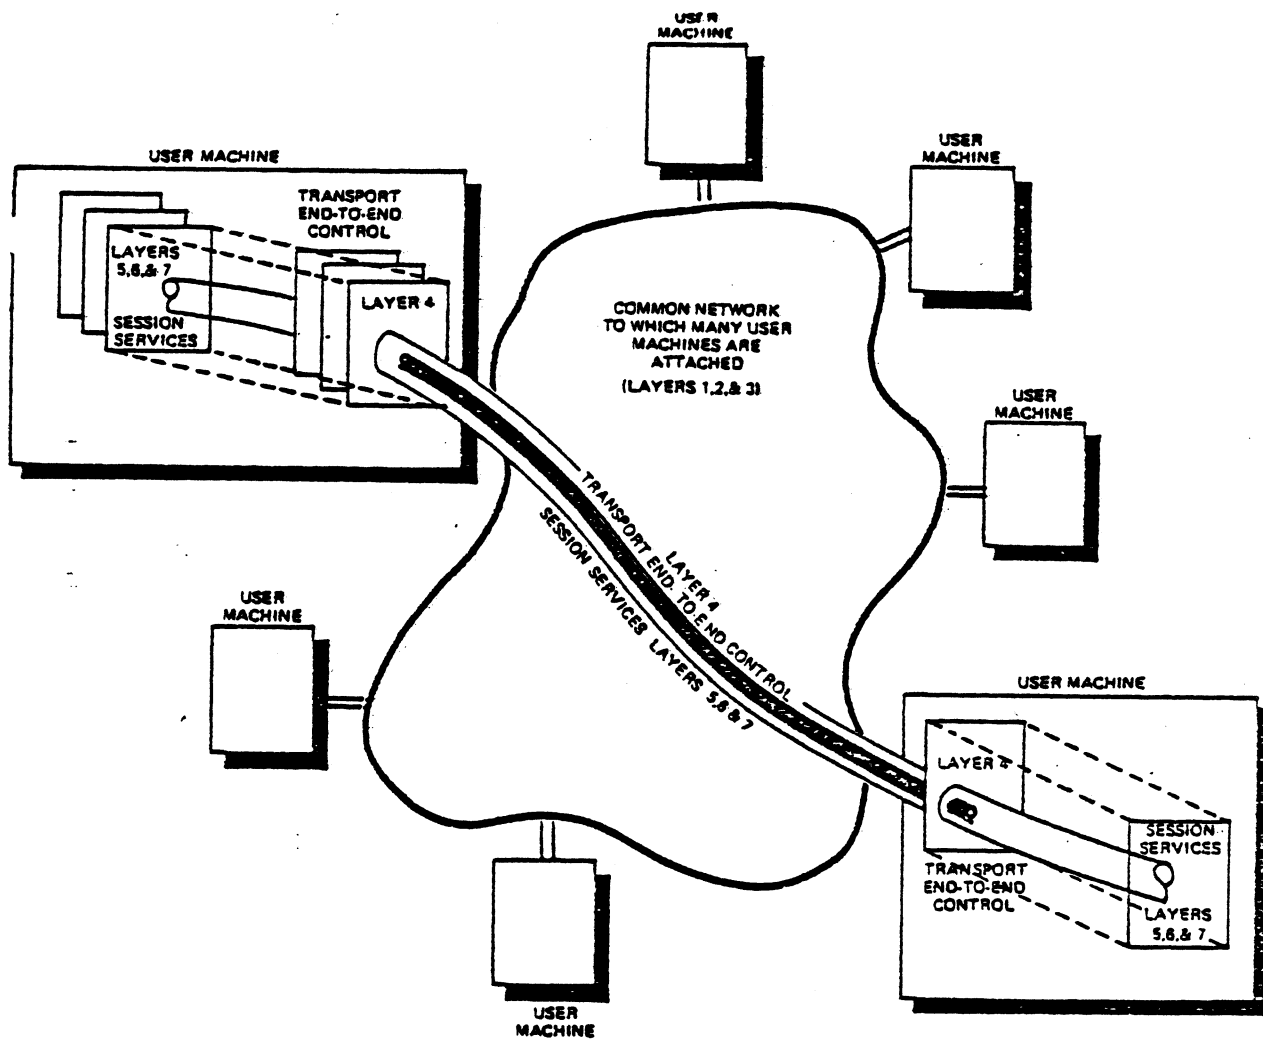 USER
MACHINE
USER
MACHINE
USER MACHINE
TRANSPORT
END-TO-END
CONTROL
LAYERS
5,6,& 7
LAYER 4
SESSION
SERVICES
COMMON NETWORK
TO WHICH MANY USER
MACHINES ARE
ATTACHED
(LAYERS 1,2,& 3)
USER
MACHINE
LAYER 4
TRANSPORT END-TO-END CONTROL
SESSION SERVICES LAYERS 5,6 & 7
USER
MACHINE
USER MACHINE
LAYER 4
SESSION
SERVICES
TRANSPORT
END-TO-END
CONTROL
LAYERS
5,6,& 7
USER
MACHINE